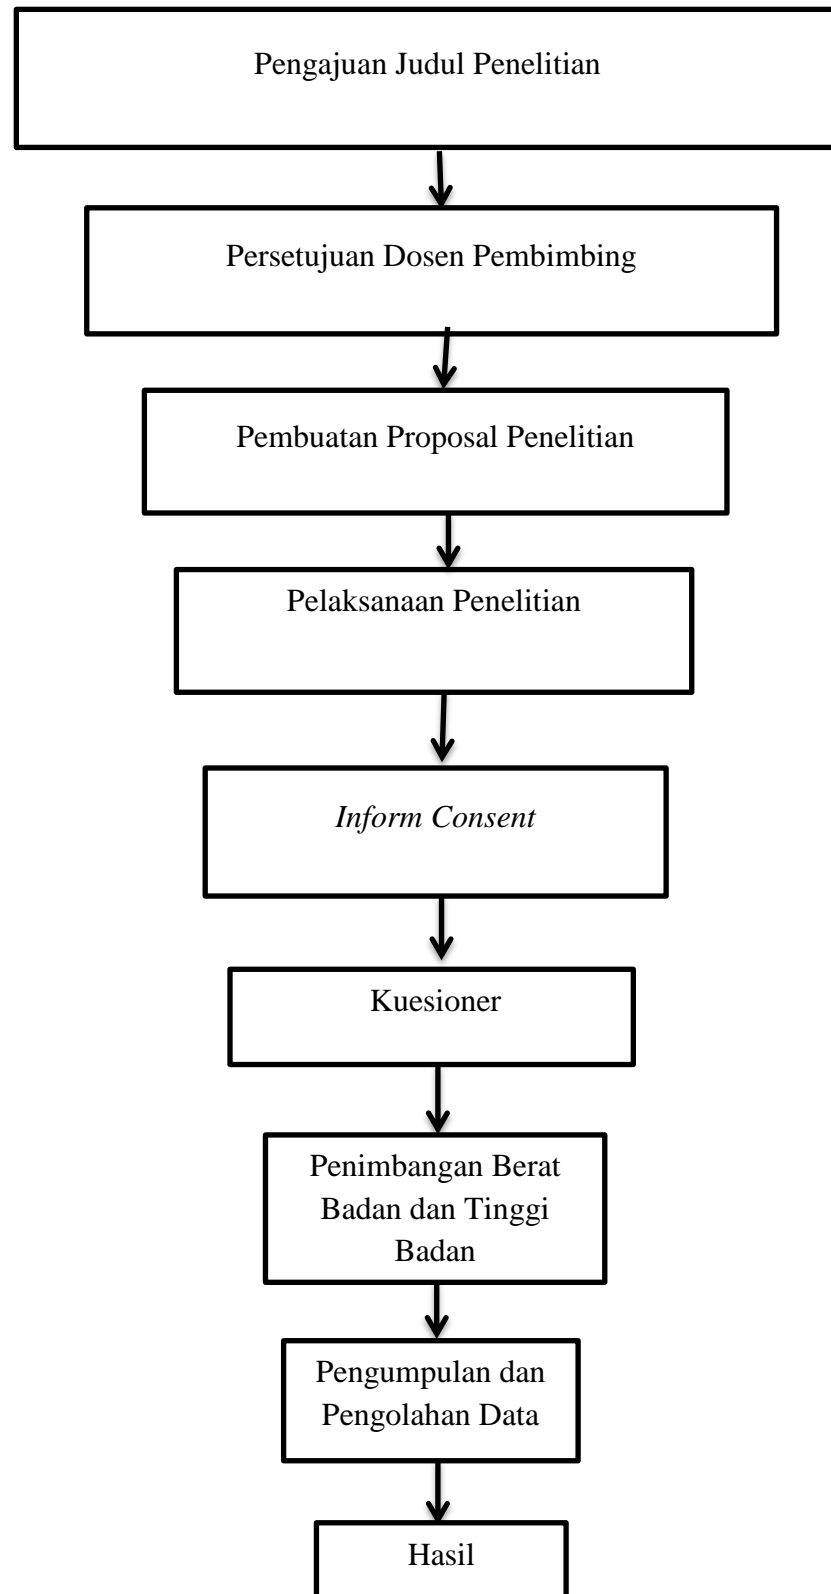 Pengajuan Judul Penelitian
Persetujuan Dosen Pembimbing
Pembuatan Proposal Penelitian
Pelaksanaan Penelitian
Inform Consent
Kuesioner
Penimbangan Berat
Badan dan Tinggi
Badan
Pengumpulan dan
Pengolahan Data
Hasil